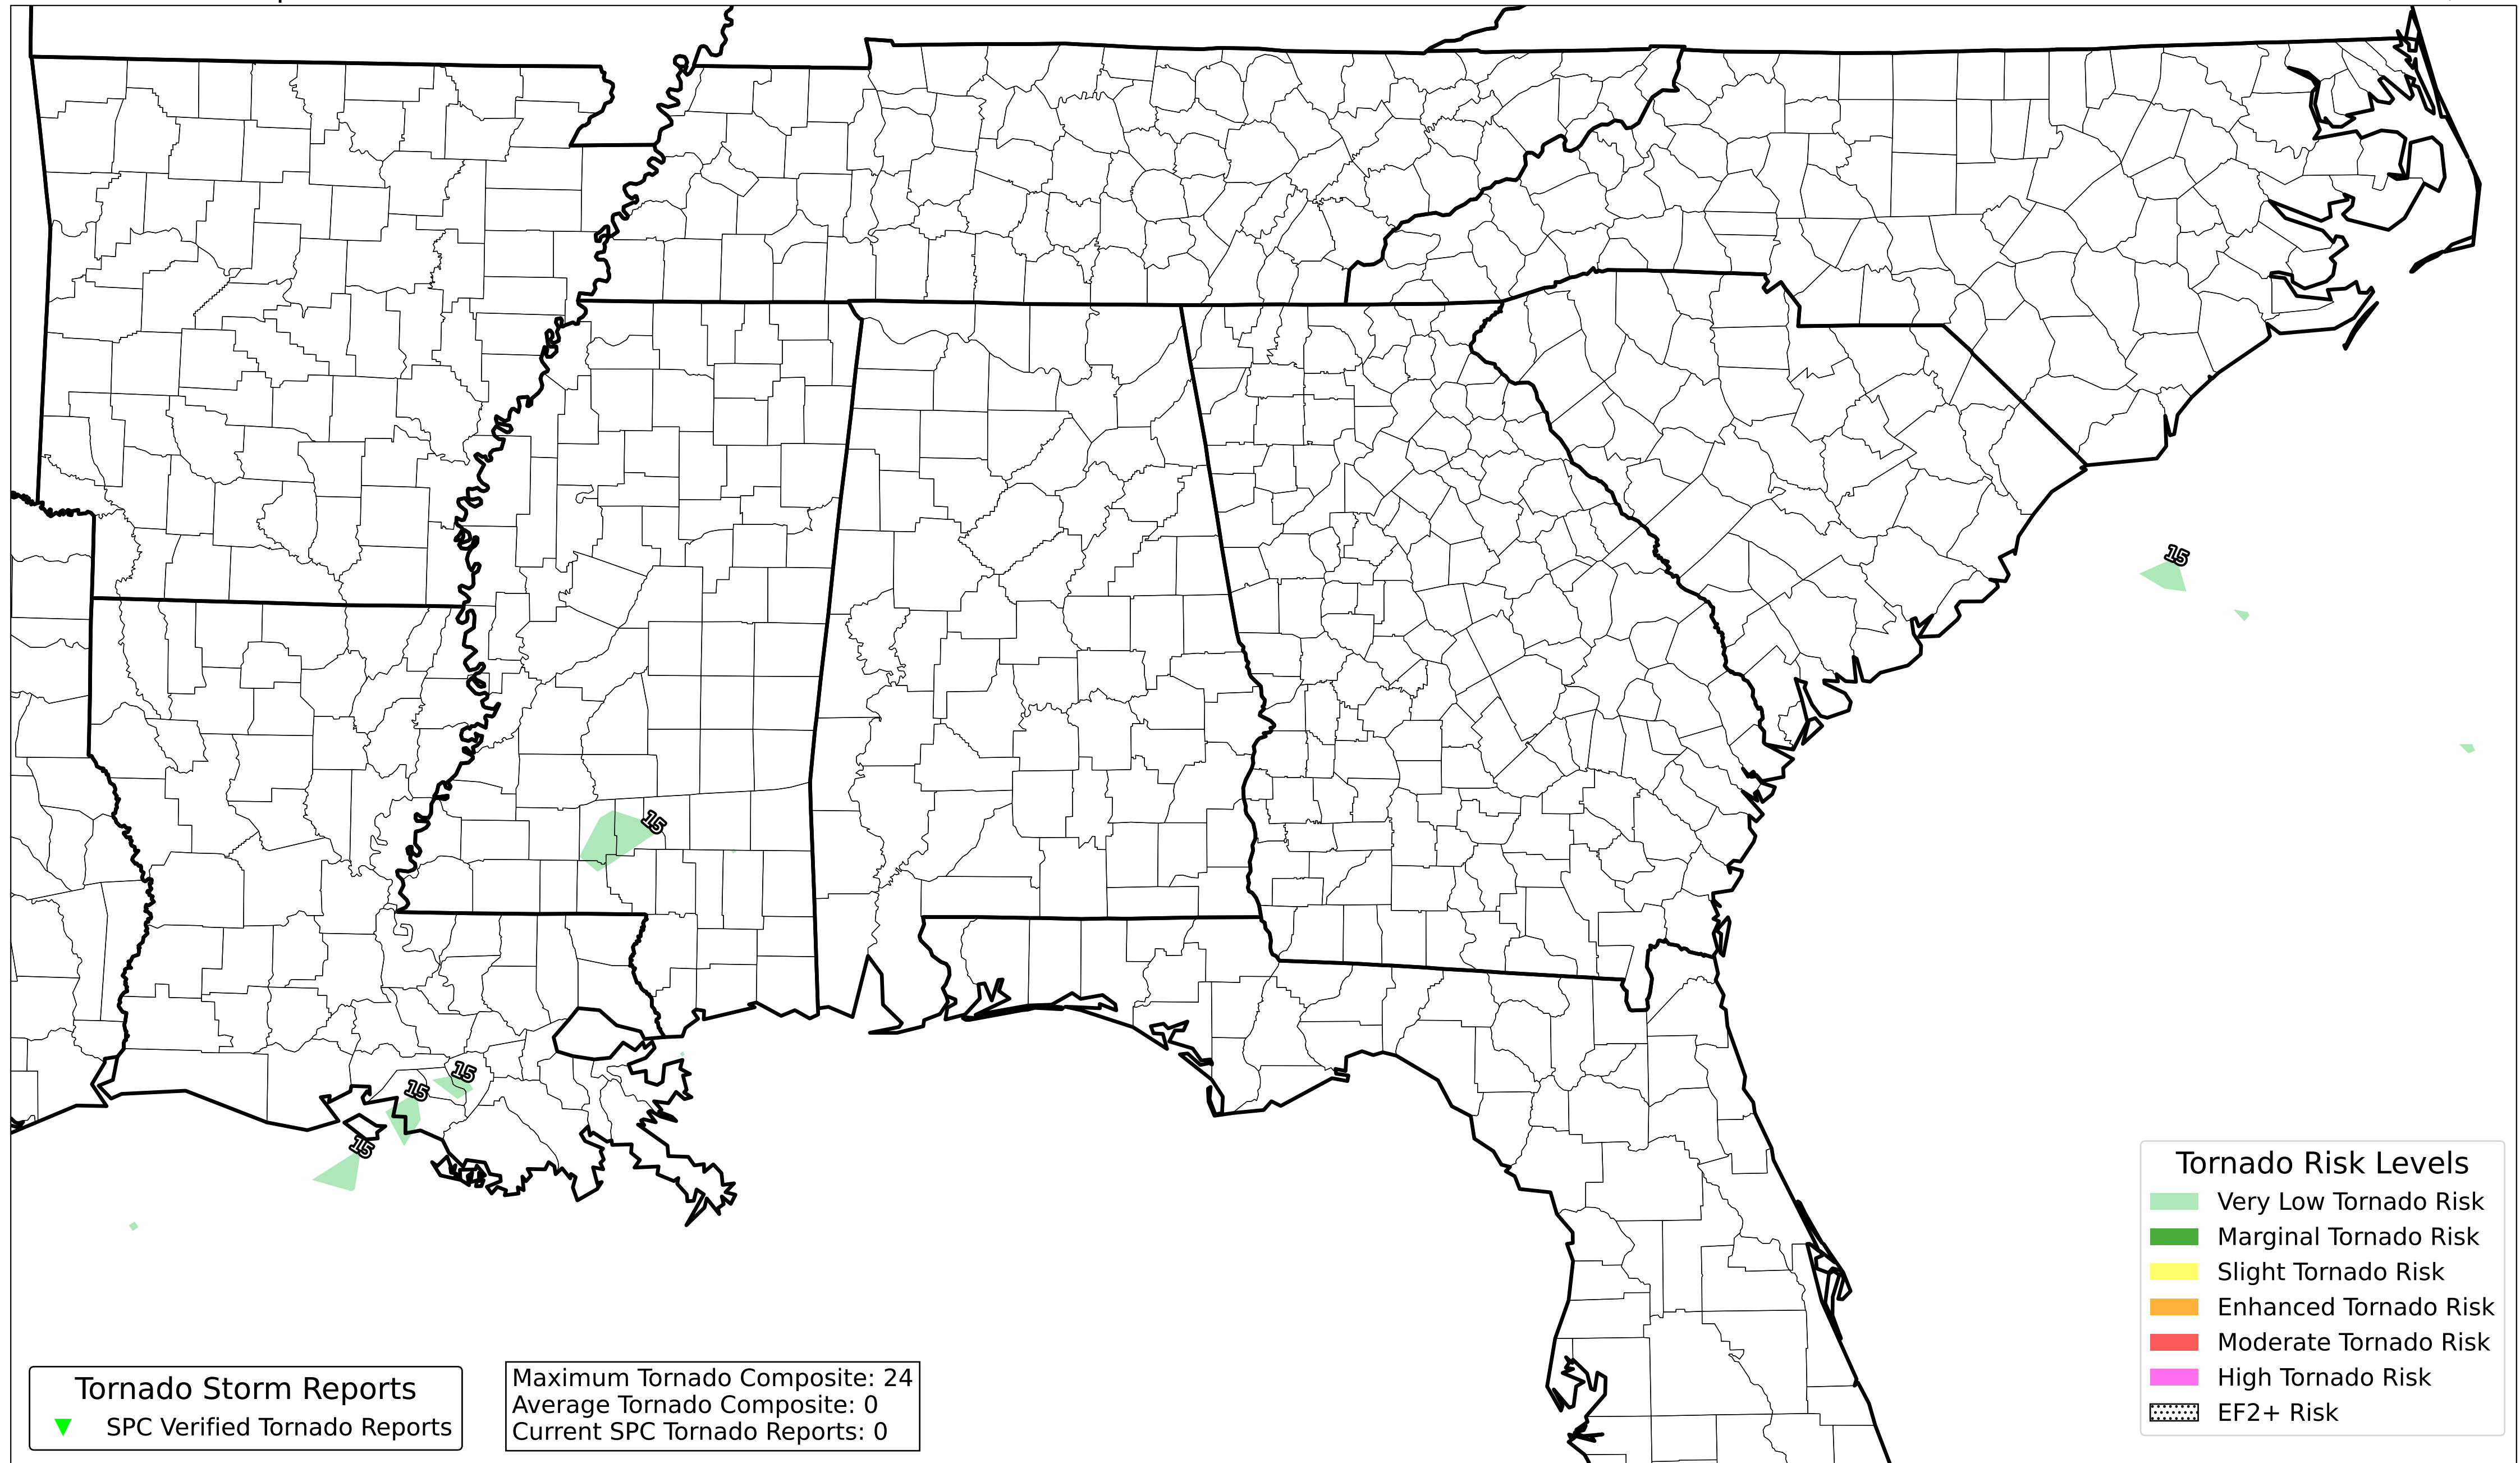 15
15
15
15
15
Tornado Risk Levels
Very Low Tornado Risk
Marginal Tornado Risk
Slight Tornado Risk
Enhanced Tornado Risk
Moderate Tornado Risk
High Tornado Risk
EF2+ Risk
Tornado Storm Reports
SPC Verified Tornado Reports
Maximum Tornado Composite: 24
Average Tornado Composite: 0
Current SPC Tornado Reports: 0